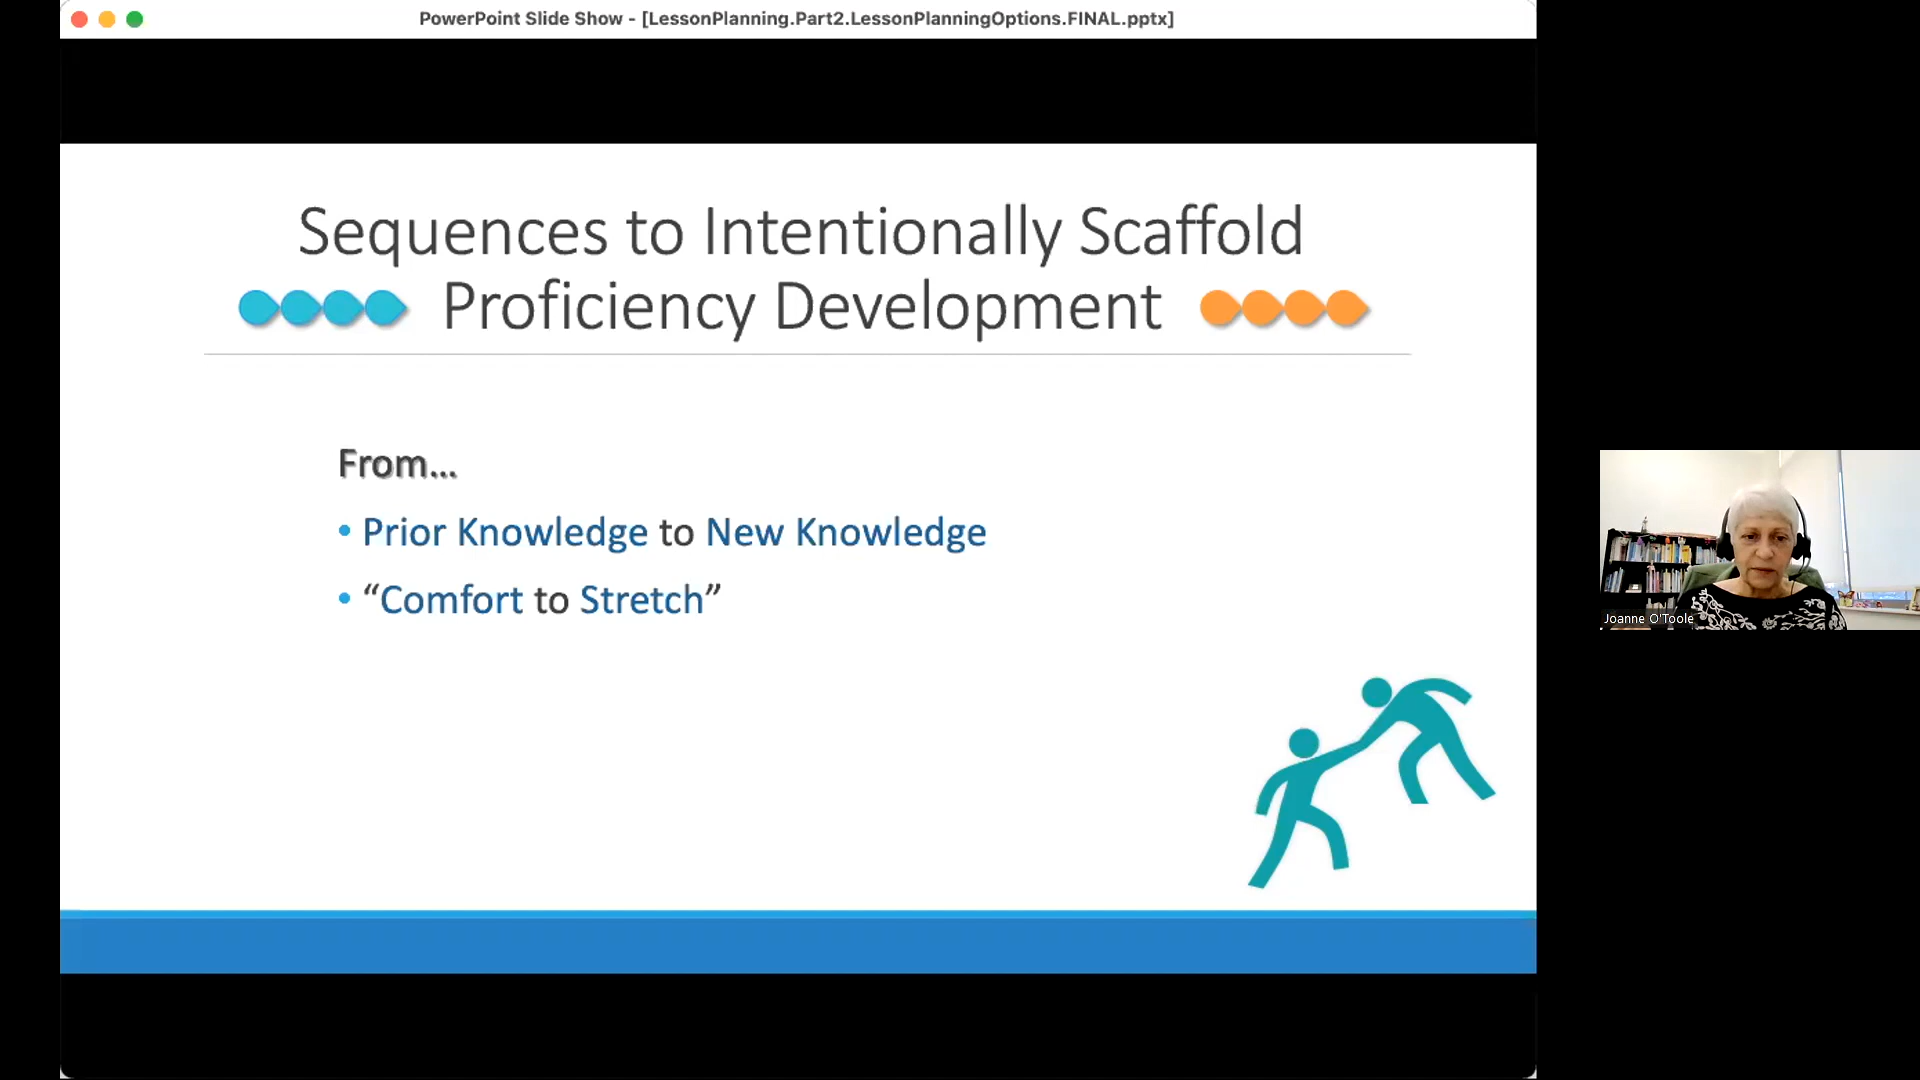 PowerPoint Slide Show - [LessonPlanning.Part2.LessonPlanningOptions.FINAL.pptx]
Sequences to Intentionally Scaffold
Proficiency Development
From...
• Prior Knowledge to New Knowledge
• “Comfort to Stretch”
Joanne O'Toole